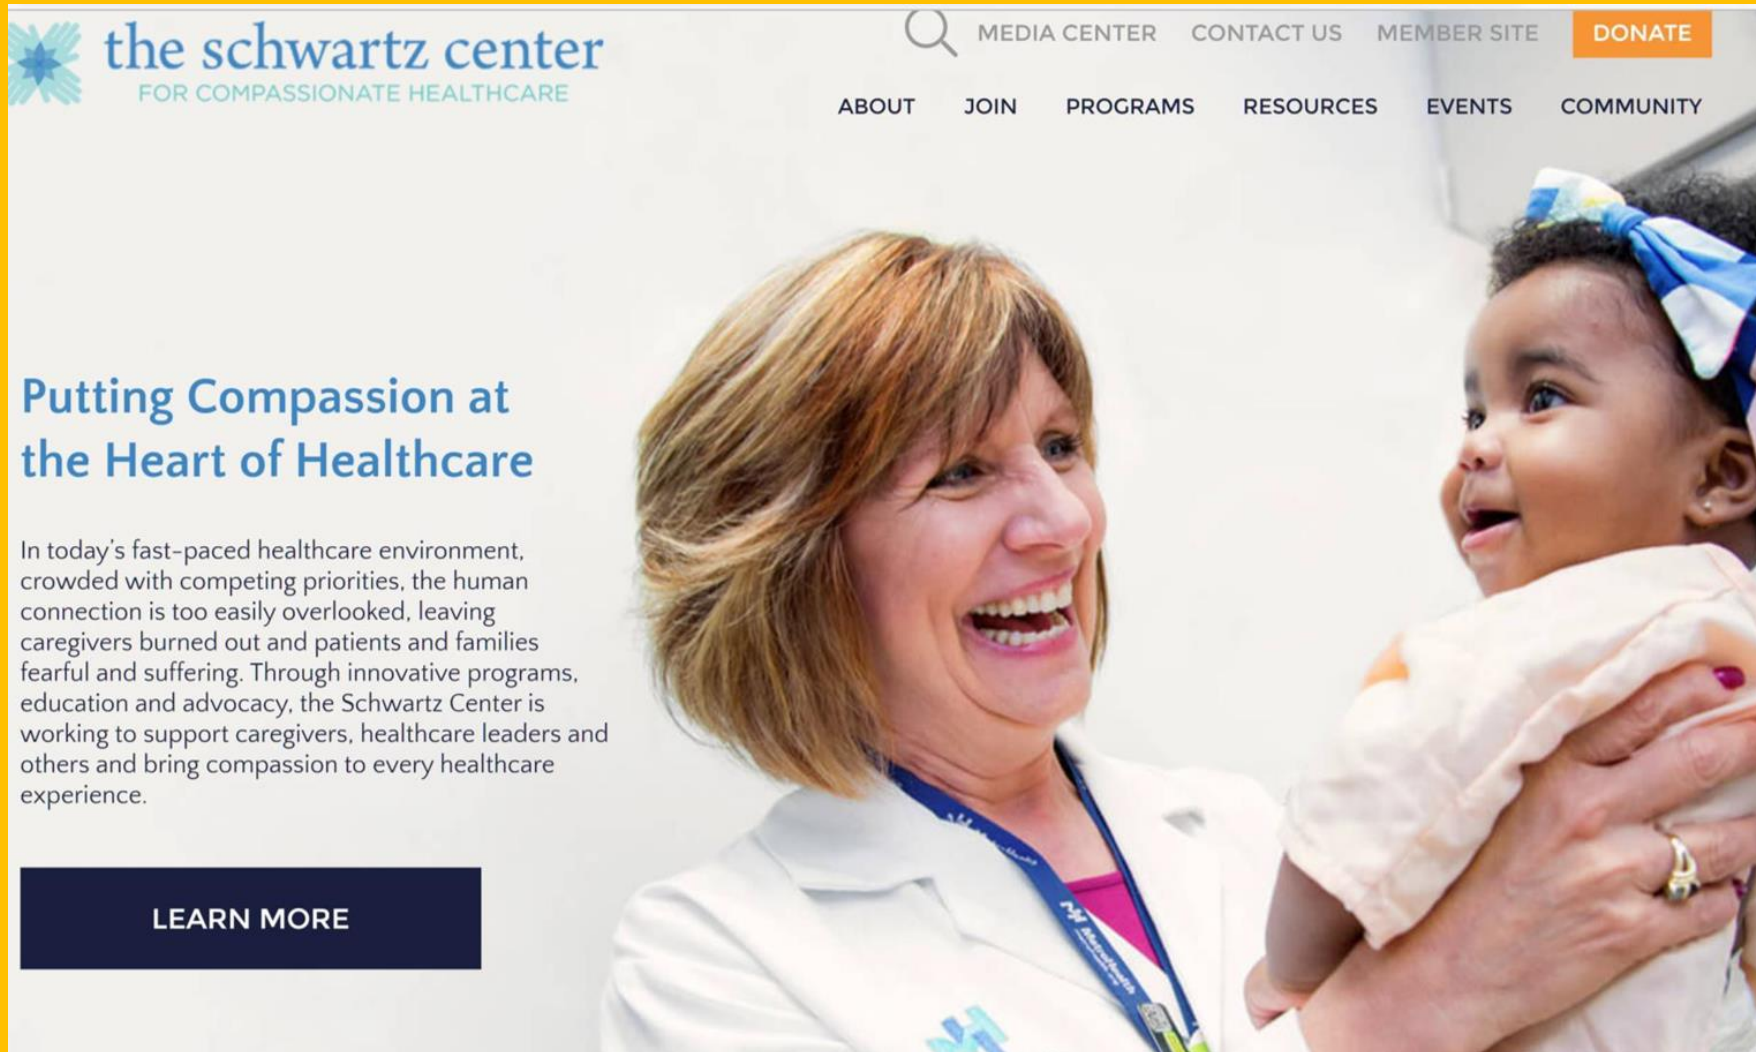 the schwartz center
FOR COMPASSIONATE HEALTHCARE
MEDIA CENTER CONTACT US MEMBER SITE DONATE
ABOUT JOIN PROGRAMS RESOURCES EVENTS COMMUNITY
Putting Compassion at
the Heart of Healthcare
In today's fast-paced healthcare environment,
crowded with competing priorities, the human
connection is too easily overlooked, leaving
caregivers burned out and patients and families
fearful and suffering. Through innovative programs,
education and advocacy, the Schwartz Center is
working to support caregivers, healthcare leaders and
others and bring compassion to every healthcare
experience.
LEARN MORE
MetroHealth